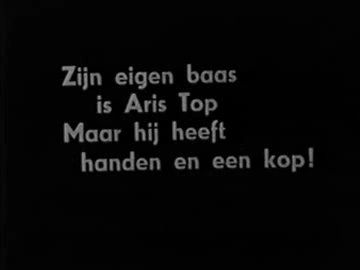 Zijn eigen baas
is Aris Top
Maar hij heeft
handen en een kop!